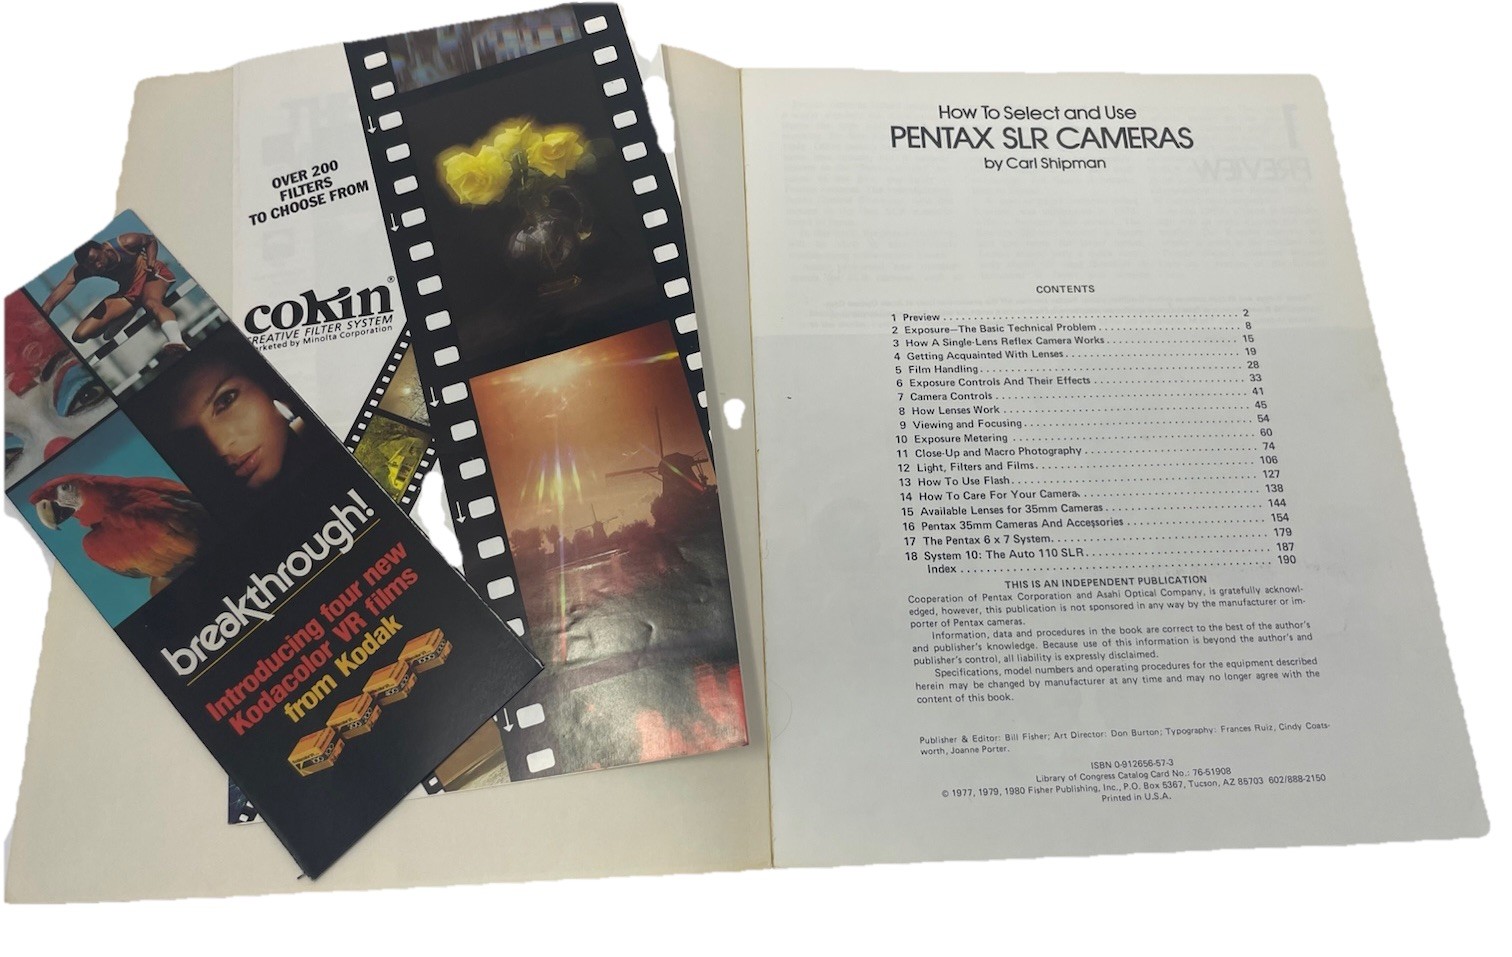 OVER 200
FILTERS
TO CHOOSE FROM
cokin®
CREATIVE FILTER SYSTEM
Marketed by Minolta Corporation
breakthrough!
Introducing four new
Kodacolor VR films
from Kodak
How To Select and Use
PENTAX SLR CAMERAS
by Carl Shipman
CONTENTS
1 Preview 2
2 Exposure—The Basic Technical Problem 8
3 How A Single-Lens Reflex Camera Works 15
4 Getting Acquainted With Lenses 19
5 Film Handling 28
6 Exposure Controls And Their Effects 33
7 Camera Controls 41
8 How Lenses Work 45
9 Viewing and Focusing 54
10 Exposure Metering 60
11 Close-Up and Macro Photography 74
12 Light, Filters and Films 106
13 How To Use Flash 127
14 How To Care For Your Camera 138
15 Available Lenses for 35mm Cameras 144
16 Pentax 35mm Cameras And Accessories 154
17 The Pentax 6 x 7 System 179
18 System 10: The Auto 110 SLR 187
Index 190
THIS IS AN INDEPENDENT PUBLICATION
Cooperation of Pentax Corporation and Asahi Optical Company, is gratefully acknowl-
edged, however, this publication is not sponsored in any way by the manufacturer or im-
porter of Pentax cameras.
Information, data and procedures in the book are correct to the best of the author's
and publisher's knowledge. Because use of this information is beyond the author's and
publisher's control, all liability is expressly disclaimed.
Specifications, model numbers and operating procedures for the equipment described
herein may be changed by manufacturer at any time and may no longer agree with the
content of this book.
Publisher & Editor: Bill Fisher; Art Director: Don Burton; Typography: Frances Ruiz, Cindy Coats-
worth, Joanne Porter.
ISBN 0-912656-57-3
Library of Congress Catalog Card No.: 76-51908
© 1977, 1979, 1980 Fisher Publishing, Inc., P.O. Box 5367, Tucson, AZ 85703 602/888-2150
Printed in U.S.A.